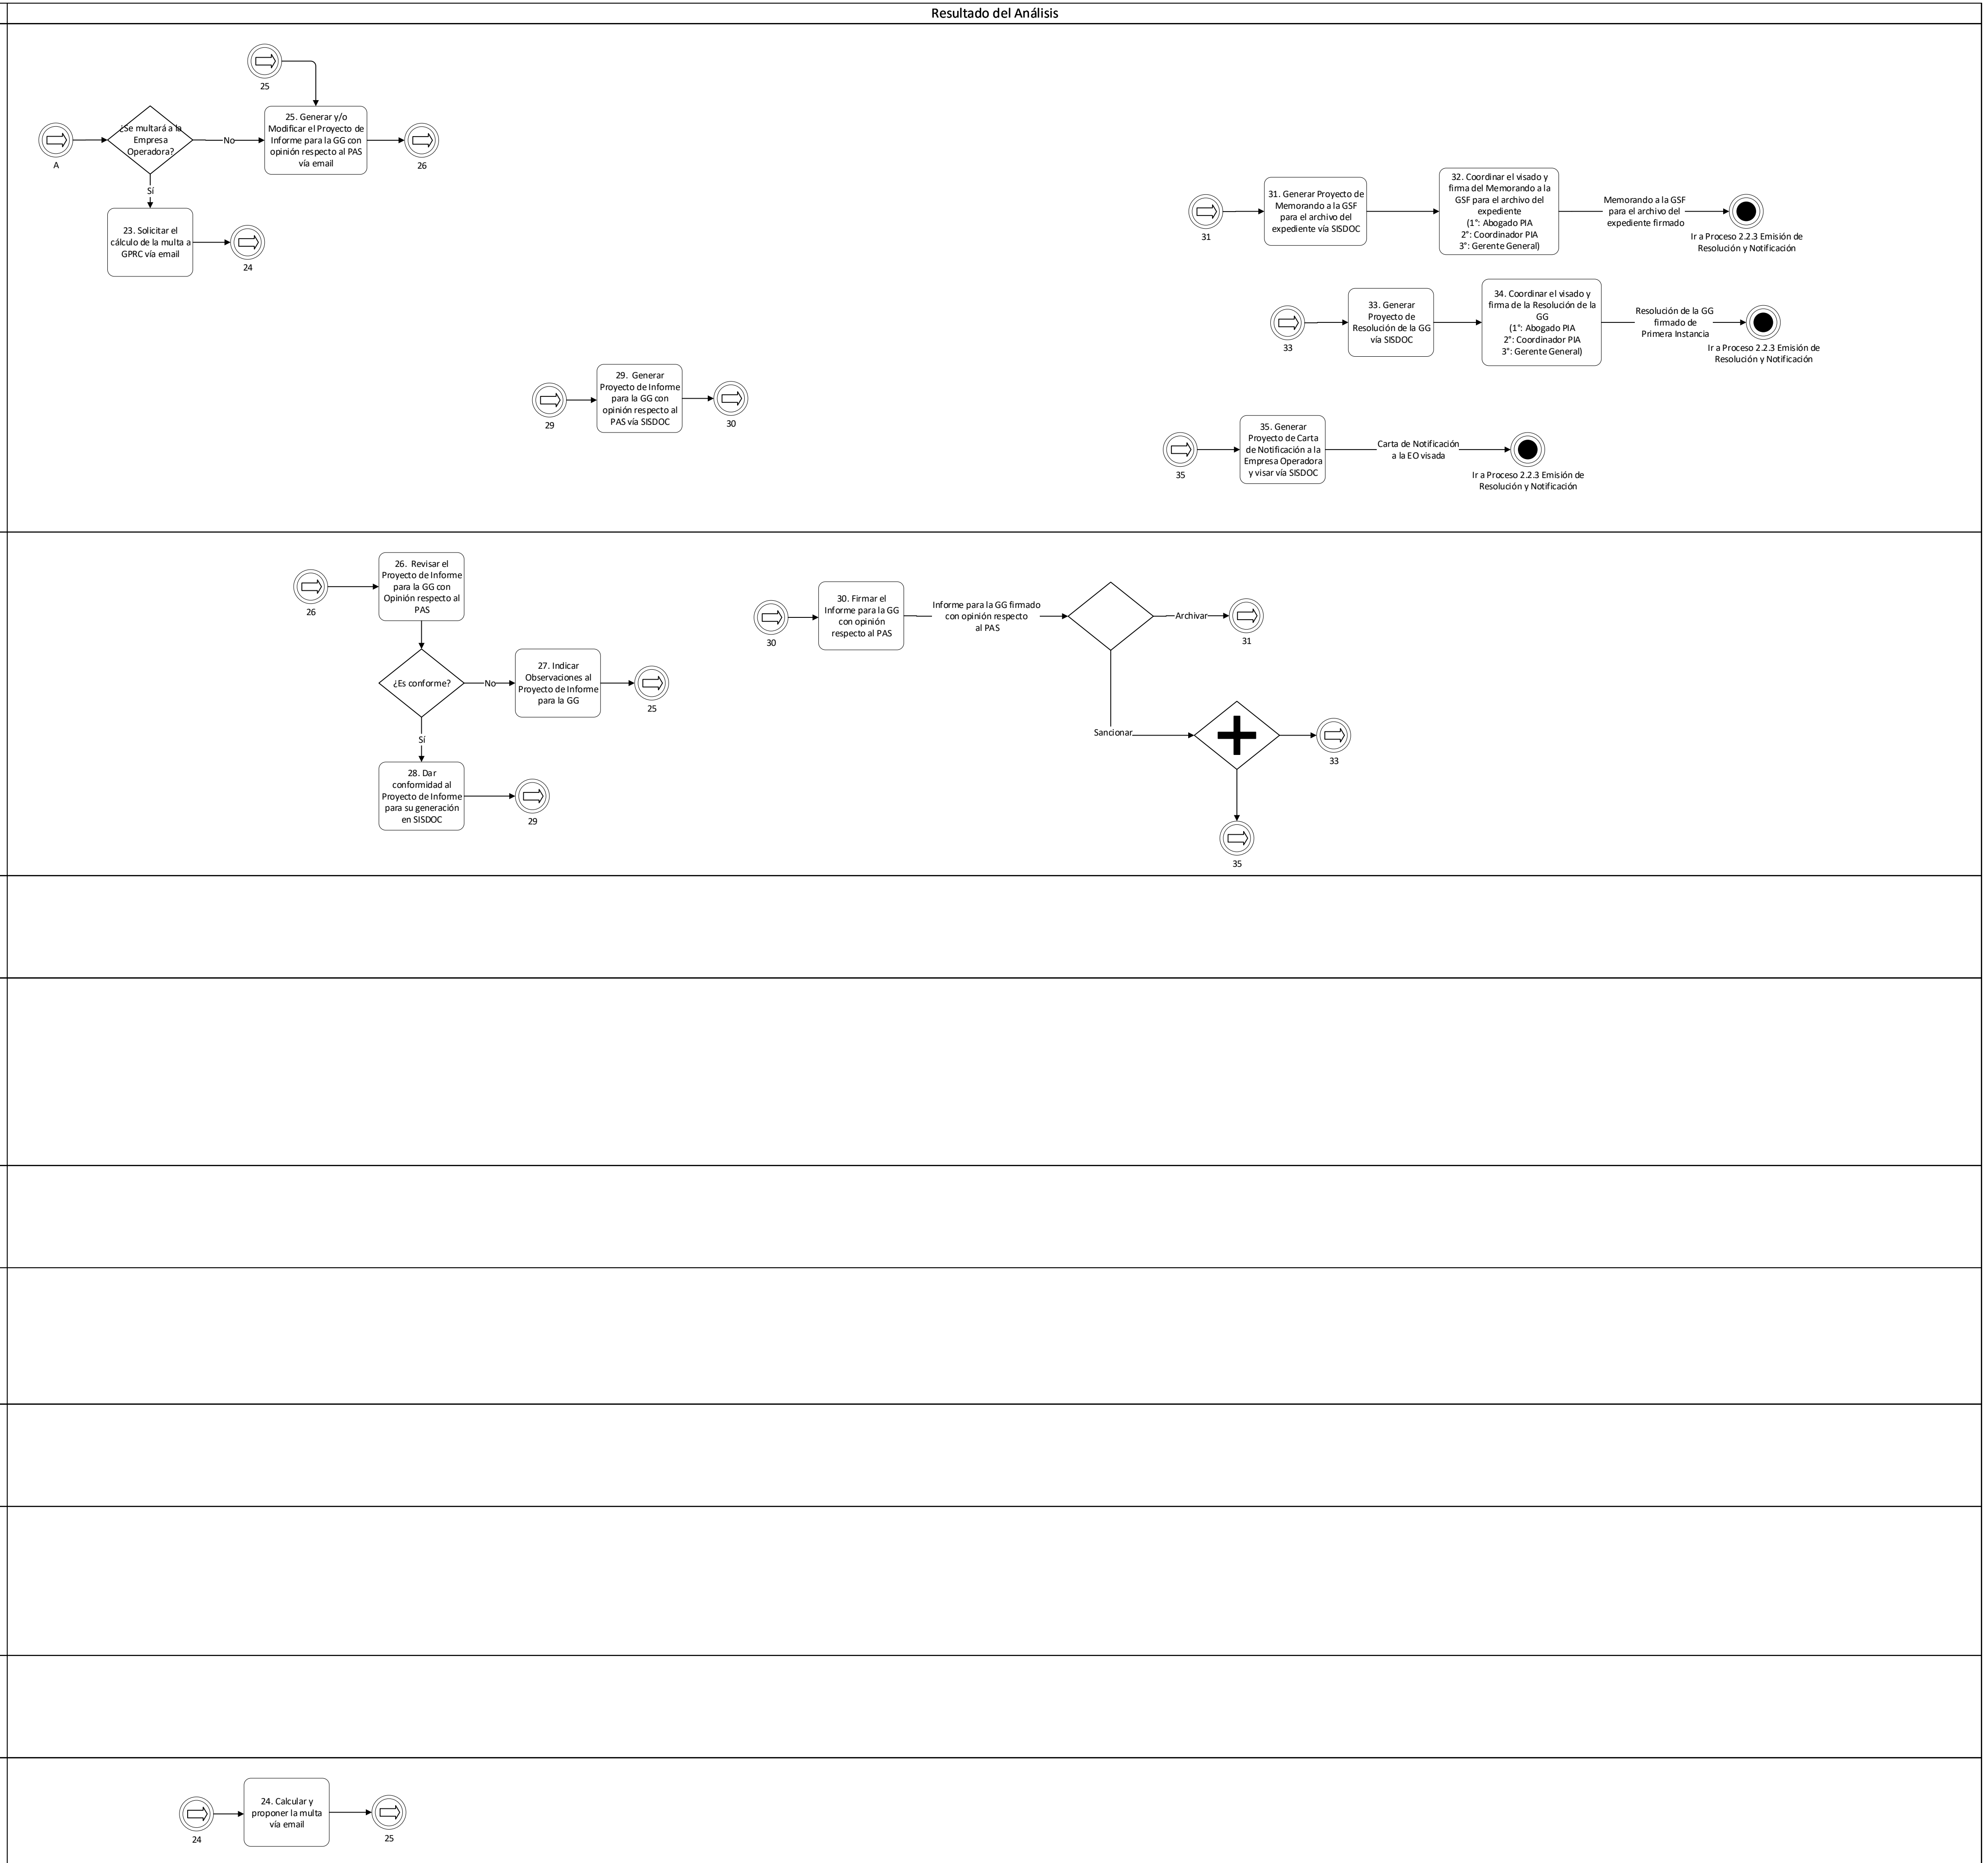 Resultado del Análisis
25
A
¿Se multará a la
Empresa
Operadora?
No
25. Generar y/o
Modificar el Proyecto de
Informe para la GG con
opinión respecto al PAS
vía email
26
Sí
23. Solicitar el
cálculo de la multa a
GPRC vía email
24
31
31. Generar Proyecto de
Memorando a la GSF
para el archivo del
expediente vía SISDOC
32. Coordinar el visado y
firma del Memorando a la
GSF para el archivo del
expediente
(1°: Abogado PIA
2°: Coordinador PIA
3°: Gerente General)
Memorando a la GSF
para el archivo del
expediente firmado
Ir a Proceso 2.2.3 Emisión de
Resolución y Notificación
33
33. Generar
Proyecto de
Resolución de la GG
vía SISDOC
34. Coordinar el visado y
firma de la Resolución de la
GG
(1°: Abogado PIA
2°: Coordinador PIA
3°: Gerente General)
Resolución de la GG
firmado de
Primera Instancia
Ir a Proceso 2.2.3 Emisión de
Resolución y Notificación
29
29. Generar
Proyecto de Informe
para la GG con
opinión respecto al
PAS vía SISDOC
30
35
35. Generar
Proyecto de Carta
de Notificación a la
Empresa Operadora
y visar vía SISDOC
Carta de Notificación
a la EO visada
Ir a Proceso 2.2.3 Emisión de
Resolución y Notificación
26
26. Revisar el
Proyecto de Informe
para la GG con
Opinión respecto al
PAS
¿Es conforme?
No
27. Indicar
Observaciones al
Proyecto de Informe
para la GG
25
Sí
28. Dar
conformidad al
Proyecto de Informe
para su generación
en SISDOC
29
30
30. Firmar el
Informe para la GG
con opinión
respecto al PAS
Informe para la GG firmado
con opinión respecto
al PAS
Archivar
31
Sancionar
33
35
24
24. Calcular y
proponer la multa
vía email
25